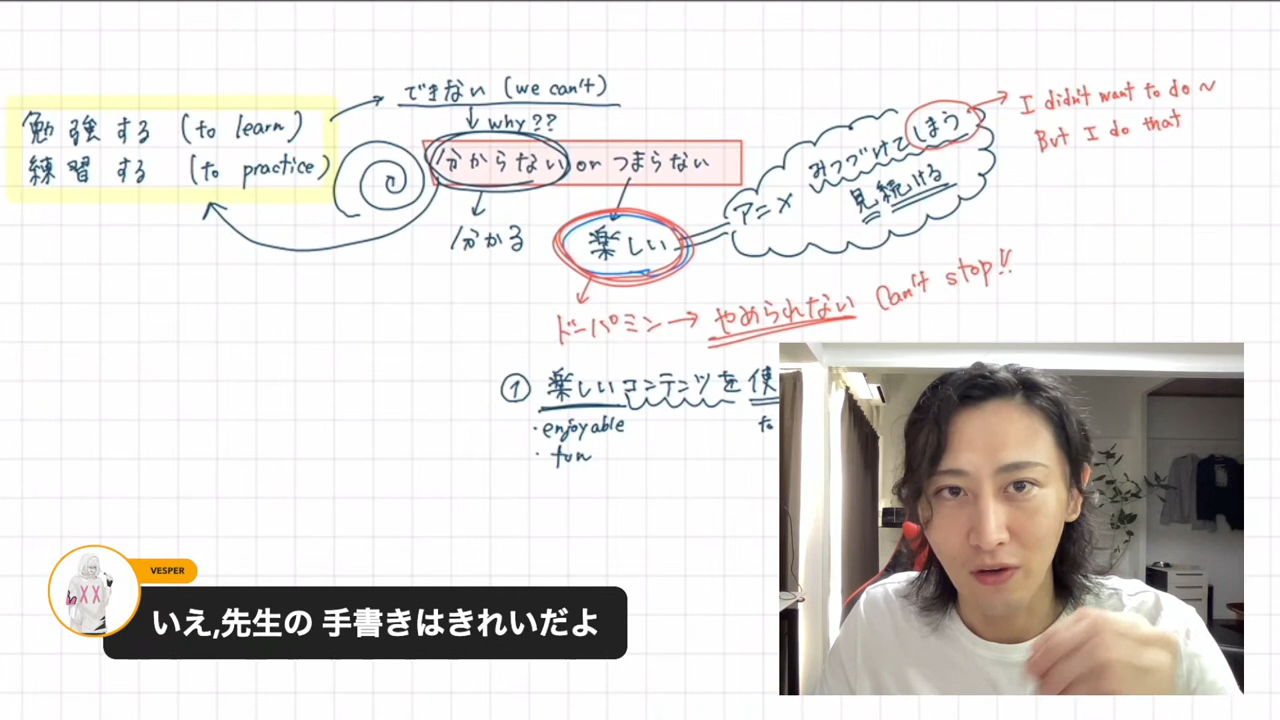 できない (we can't)
why??
勉強する (to learn)
練習する (to practice)
分からない or つまらない
分かる
楽しい
アニメ みつづけてしまう
見続ける
I didn't want to do ~
But I do that
ドーパミン→やめられない Can't stop!!
① 楽しいコンテンツを使
・enjoyable
・fun
to
VESPER
いえ,先生の 手書きはきれいだよ
XX